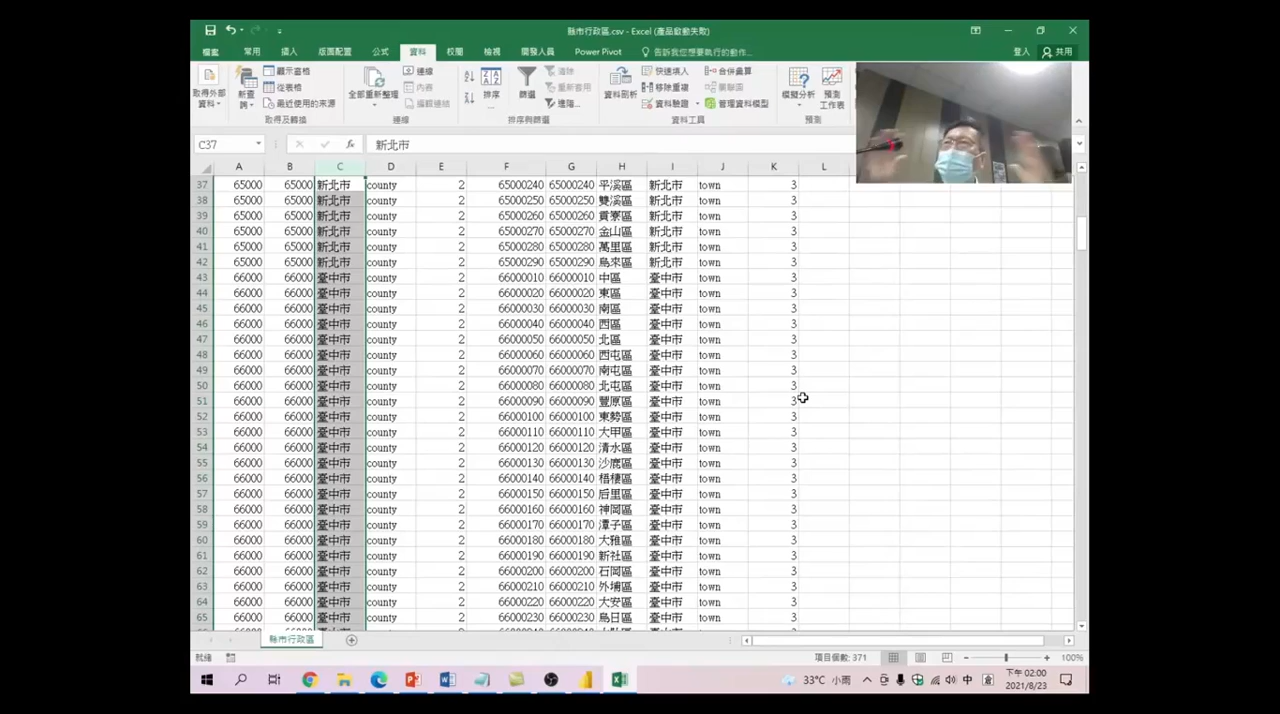 縣市行政區.csv - Excel (產品啟動失敗)
檔案 常用 插入 版面配置 公式 資料 校閱 檢視 開發人員 Power Pivot 告訴我您想要執行的動作... 登入 共用
取得外部資料 新查詢 顯示查詢 從表格 最近使用的來源 全部重新整理 連線 內容 編輯連結 排序 篩選 清除 重新套用 進階... 資料剖析 快速填入 移除重複 資料驗證 合併彙算 關聯圖 管理資料模型 模擬分析 預測工作表
取得及轉換 連線 排序與篩選 資料工具 預測
C37 fx 新北市
A B C D E F G H I J K L
37 65000 65000 新北市 county 2 65000240 65000240 平溪區 新北市 town 3
38 65000 65000 新北市 county 2 65000250 65000250 雙溪區 新北市 town 3
39 65000 65000 新北市 county 2 65000260 65000260 貢寮區 新北市 town 3
40 65000 65000 新北市 county 2 65000270 65000270 金山區 新北市 town 3
41 65000 65000 新北市 county 2 65000280 65000280 萬里區 新北市 town 3
42 65000 65000 新北市 county 2 65000290 65000290 烏來區 新北市 town 3
43 66000 66000 臺中市 county 2 66000010 66000010 中區 臺中市 town 3
44 66000 66000 臺中市 county 2 66000020 66000020 東區 臺中市 town 3
45 66000 66000 臺中市 county 2 66000030 66000030 南區 臺中市 town 3
46 66000 66000 臺中市 county 2 66000040 66000040 西區 臺中市 town 3
47 66000 66000 臺中市 county 2 66000050 66000050 北區 臺中市 town 3
48 66000 66000 臺中市 county 2 66000060 66000060 西屯區 臺中市 town 3
49 66000 66000 臺中市 county 2 66000070 66000070 南屯區 臺中市 town 3
50 66000 66000 臺中市 county 2 66000080 66000080 北屯區 臺中市 town 3
51 66000 66000 臺中市 county 2 66000090 66000090 豐原區 臺中市 town 3
52 66000 66000 臺中市 county 2 66000100 66000100 東勢區 臺中市 town 3
53 66000 66000 臺中市 county 2 66000110 66000110 大甲區 臺中市 town 3
54 66000 66000 臺中市 county 2 66000120 66000120 清水區 臺中市 town 3
55 66000 66000 臺中市 county 2 66000130 66000130 沙鹿區 臺中市 town 3
56 66000 66000 臺中市 county 2 66000140 66000140 梧棲區 臺中市 town 3
57 66000 66000 臺中市 county 2 66000150 66000150 后里區 臺中市 town 3
58 66000 66000 臺中市 county 2 66000160 66000160 神岡區 臺中市 town 3
59 66000 66000 臺中市 county 2 66000170 66000170 潭子區 臺中市 town 3
60 66000 66000 臺中市 county 2 66000180 66000180 大雅區 臺中市 town 3
61 66000 66000 臺中市 county 2 66000190 66000190 新社區 臺中市 town 3
62 66000 66000 臺中市 county 2 66000200 66000200 石岡區 臺中市 town 3
63 66000 66000 臺中市 county 2 66000210 66000210 外埔區 臺中市 town 3
64 66000 66000 臺中市 county 2 66000220 66000220 大安區 臺中市 town 3
65 66000 66000 臺中市 county 2 66000230 66000230 烏日區 臺中市 town 3
縣市行政區
就緒 項目個數: 371 100%
33°C 小雨 中 下午 02:00
2021/8/23